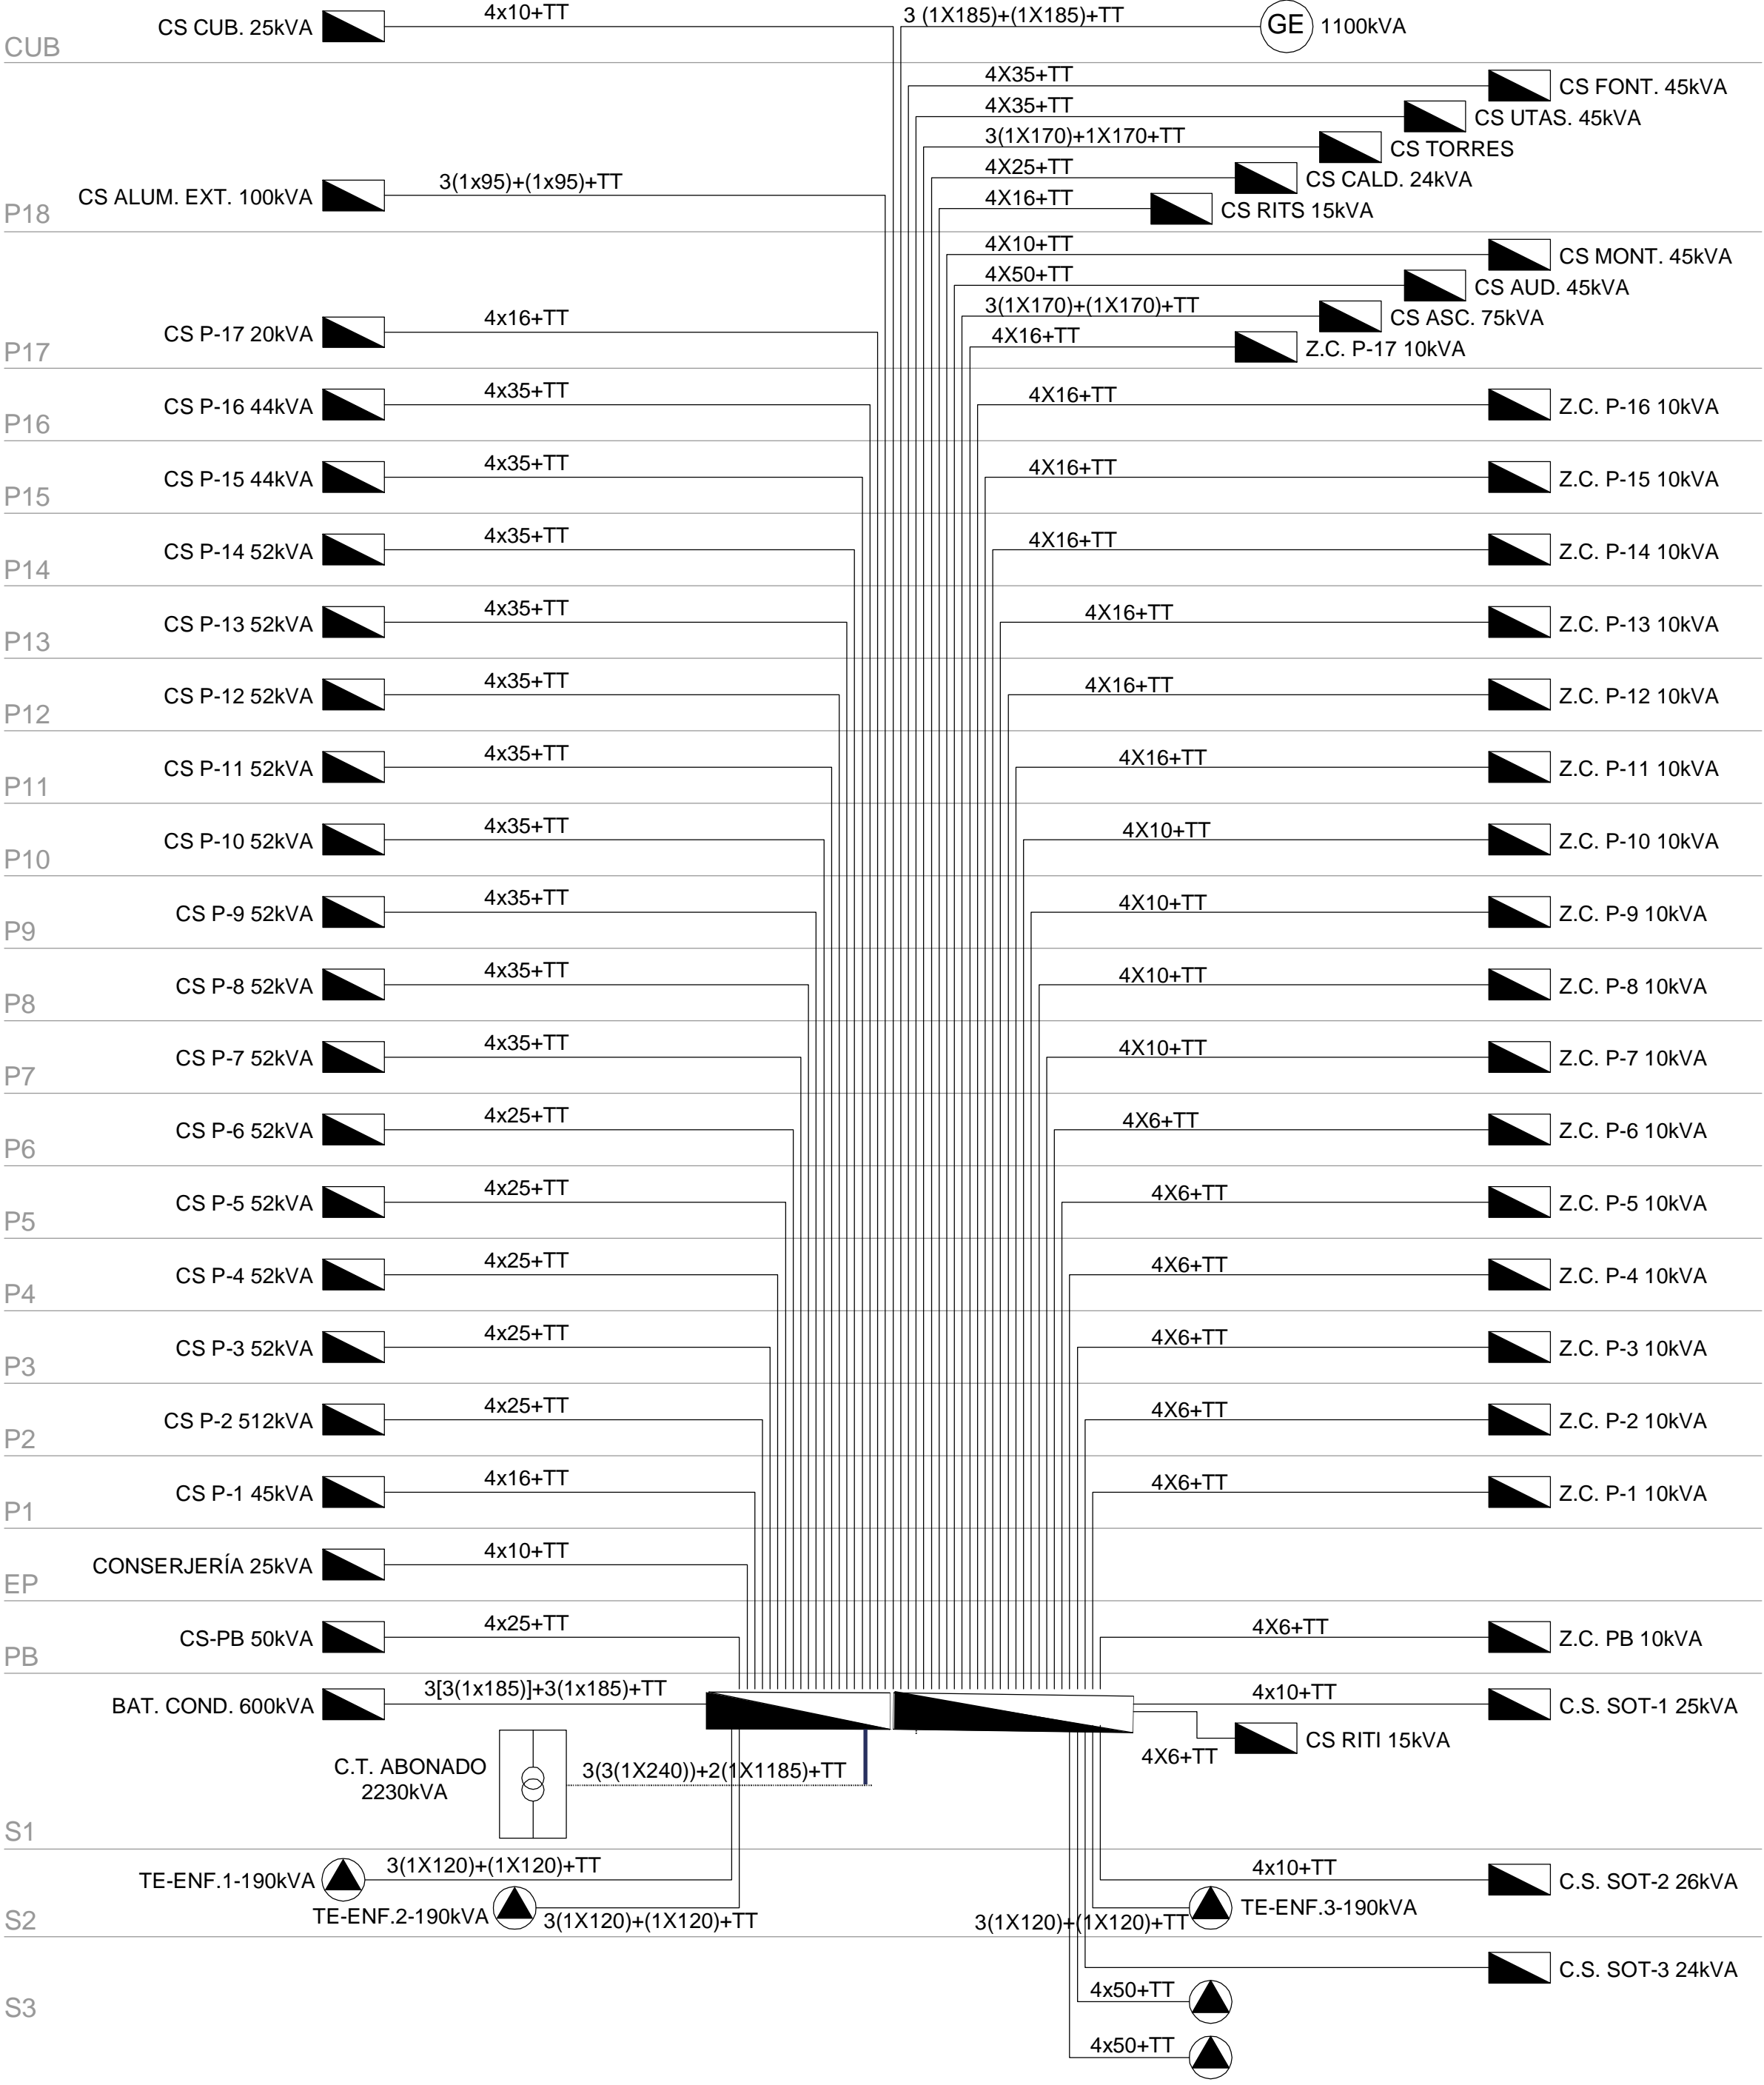 CUB
CS CUB. 25kVA
4x10+TT
3 (1X185)+(1X185)+TT
GE
1100kVA
4X35+TT
CS FONT. 45kVA
4X35+TT
CS UTAS. 45kVA
3(1X170)+1X170+TT
CS TORRES
4X25+TT
CS CALD. 24kVA
P18
CS ALUM. EXT. 100kVA
3(1x95)+(1x95)+TT
4X16+TT
CS RITS 15kVA
4X10+TT
CS MONT. 45kVA
4X50+TT
CS AUD. 45kVA
3(1X170)+(1X170)+TT
CS ASC. 75kVA
P17
CS P-17 20kVA
4x16+TT
4X16+TT
Z.C. P-17 10kVA
P16
CS P-16 44kVA
4x35+TT
4X16+TT
Z.C. P-16 10kVA
P15
CS P-15 44kVA
4x35+TT
4X16+TT
Z.C. P-15 10kVA
P14
CS P-14 52kVA
4x35+TT
4X16+TT
Z.C. P-14 10kVA
P13
CS P-13 52kVA
4x35+TT
4X16+TT
Z.C. P-13 10kVA
P12
CS P-12 52kVA
4x35+TT
4X16+TT
Z.C. P-12 10kVA
P11
CS P-11 52kVA
4x35+TT
4X16+TT
Z.C. P-11 10kVA
P10
CS P-10 52kVA
4x35+TT
4X10+TT
Z.C. P-10 10kVA
P9
CS P-9 52kVA
4x35+TT
4X10+TT
Z.C. P-9 10kVA
P8
CS P-8 52kVA
4x35+TT
4X10+TT
Z.C. P-8 10kVA
P7
CS P-7 52kVA
4x35+TT
4X10+TT
Z.C. P-7 10kVA
P6
CS P-6 52kVA
4x25+TT
4X6+TT
Z.C. P-6 10kVA
P5
CS P-5 52kVA
4x25+TT
4X6+TT
Z.C. P-5 10kVA
P4
CS P-4 52kVA
4x25+TT
4X6+TT
Z.C. P-4 10kVA
P3
CS P-3 52kVA
4x25+TT
4X6+TT
Z.C. P-3 10kVA
P2
CS P-2 512kVA
4x25+TT
4X6+TT
Z.C. P-2 10kVA
P1
CS P-1 45kVA
4x16+TT
4X6+TT
Z.C. P-1 10kVA
EP
CONSERJERÍA 25kVA
4x10+TT
PB
CS-PB 50kVA
4x25+TT
4X6+TT
Z.C. PB 10kVA
BAT. COND. 600kVA
3[3(1x185)]+3(1x185)+TT
4x10+TT
C.S. SOT-1 25kVA
4X6+TT
CS RITI 15kVA
C.T. ABONADO
2230kVA
3(3(1X240))+2(1X1185)+TT
S1
TE-ENF.1-190kVA
3(1X120)+(1X120)+TT
4x10+TT
C.S. SOT-2 26kVA
S2
TE-ENF.2-190kVA
3(1X120)+(1X120)+TT
3(1X120)+(1X120)+TT
TE-ENF.3-190kVA
C.S. SOT-3 24kVA
S3
4x50+TT
4x50+TT